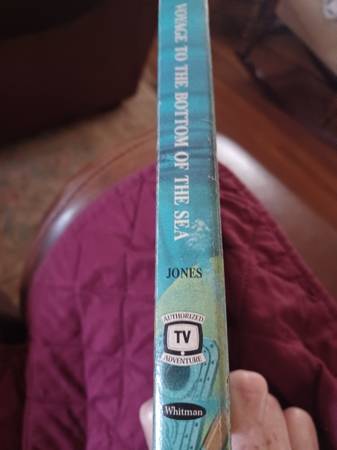 VOYAGE TO THE BOTTOM OF THE SEA
JONES
AUTHORIZED
TV
ADVENTURE
Whitman